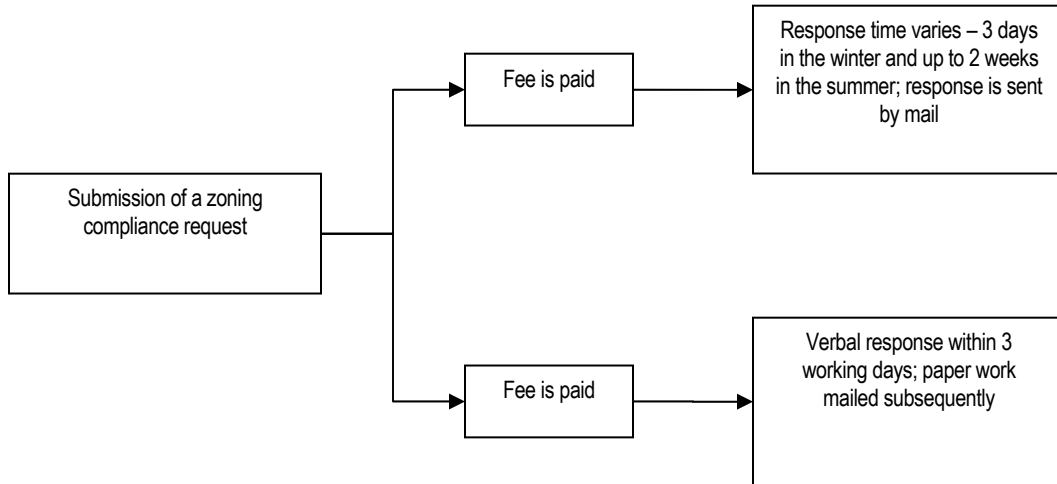 Submission of a zoning
compliance request
Fee is paid
Response time varies – 3 days
in the winter and up to 2 weeks
in the summer; response is sent
by mail
Fee is paid
Verbal response within 3
working days; paper work
mailed subsequently